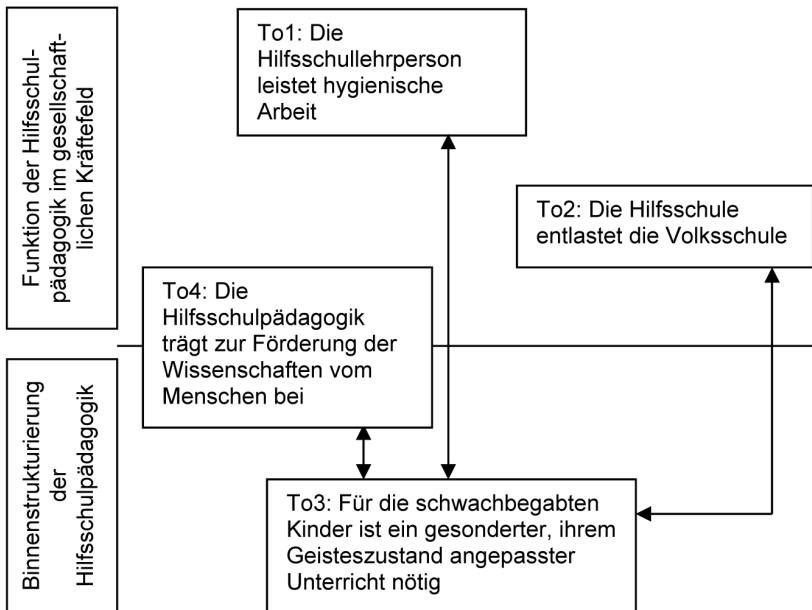 Funktion der Hilfsschul-
pädagogik im gesellschaft-
lichen Kräftefeld
To1: Die
Hilfsschullehrperson
leistet hygienische
Arbeit
To2: Die Hilfsschule
entlastet die Volksschule
To4: Die
Hilfsschulpädagogik
trägt zur Förderung der
Wissenschaften vom
Menschen bei
Binnenstrukturierung
der
Hilfsschulpädagogik
To3: Für die schwachbegabten
Kinder ist ein gesonderter, ihrem
Geisteszustand angepasster
Unterricht nötig